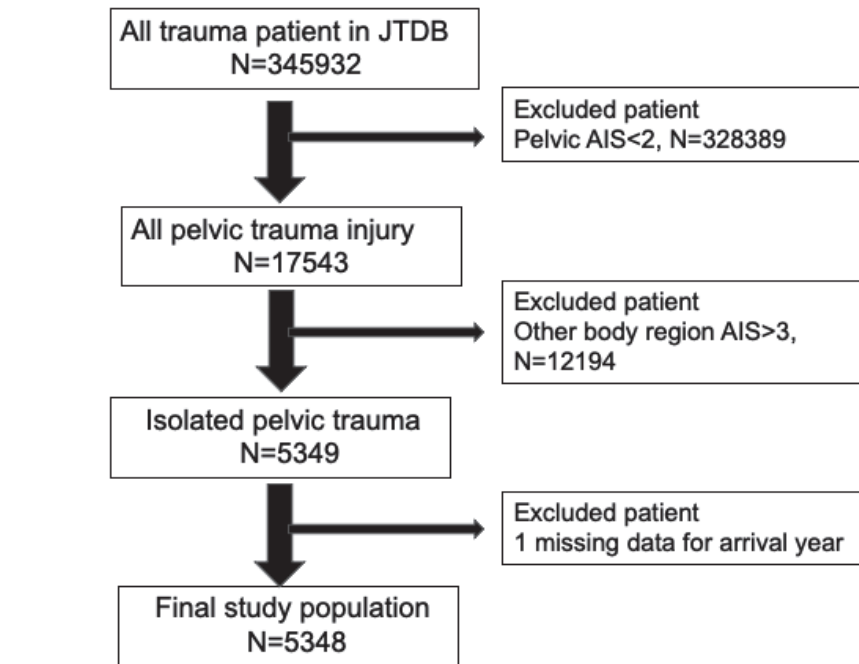 All trauma patient in JTDB
N=345932
Excluded patient
Pelvic AIS<2, N=328389
All pelvic trauma injury
N=17543
Excluded patient
Other body region AIS>3,
N=12194
Isolated pelvic trauma
N=5349
Excluded patient
1 missing data for arrival year
Final study population
N=5348